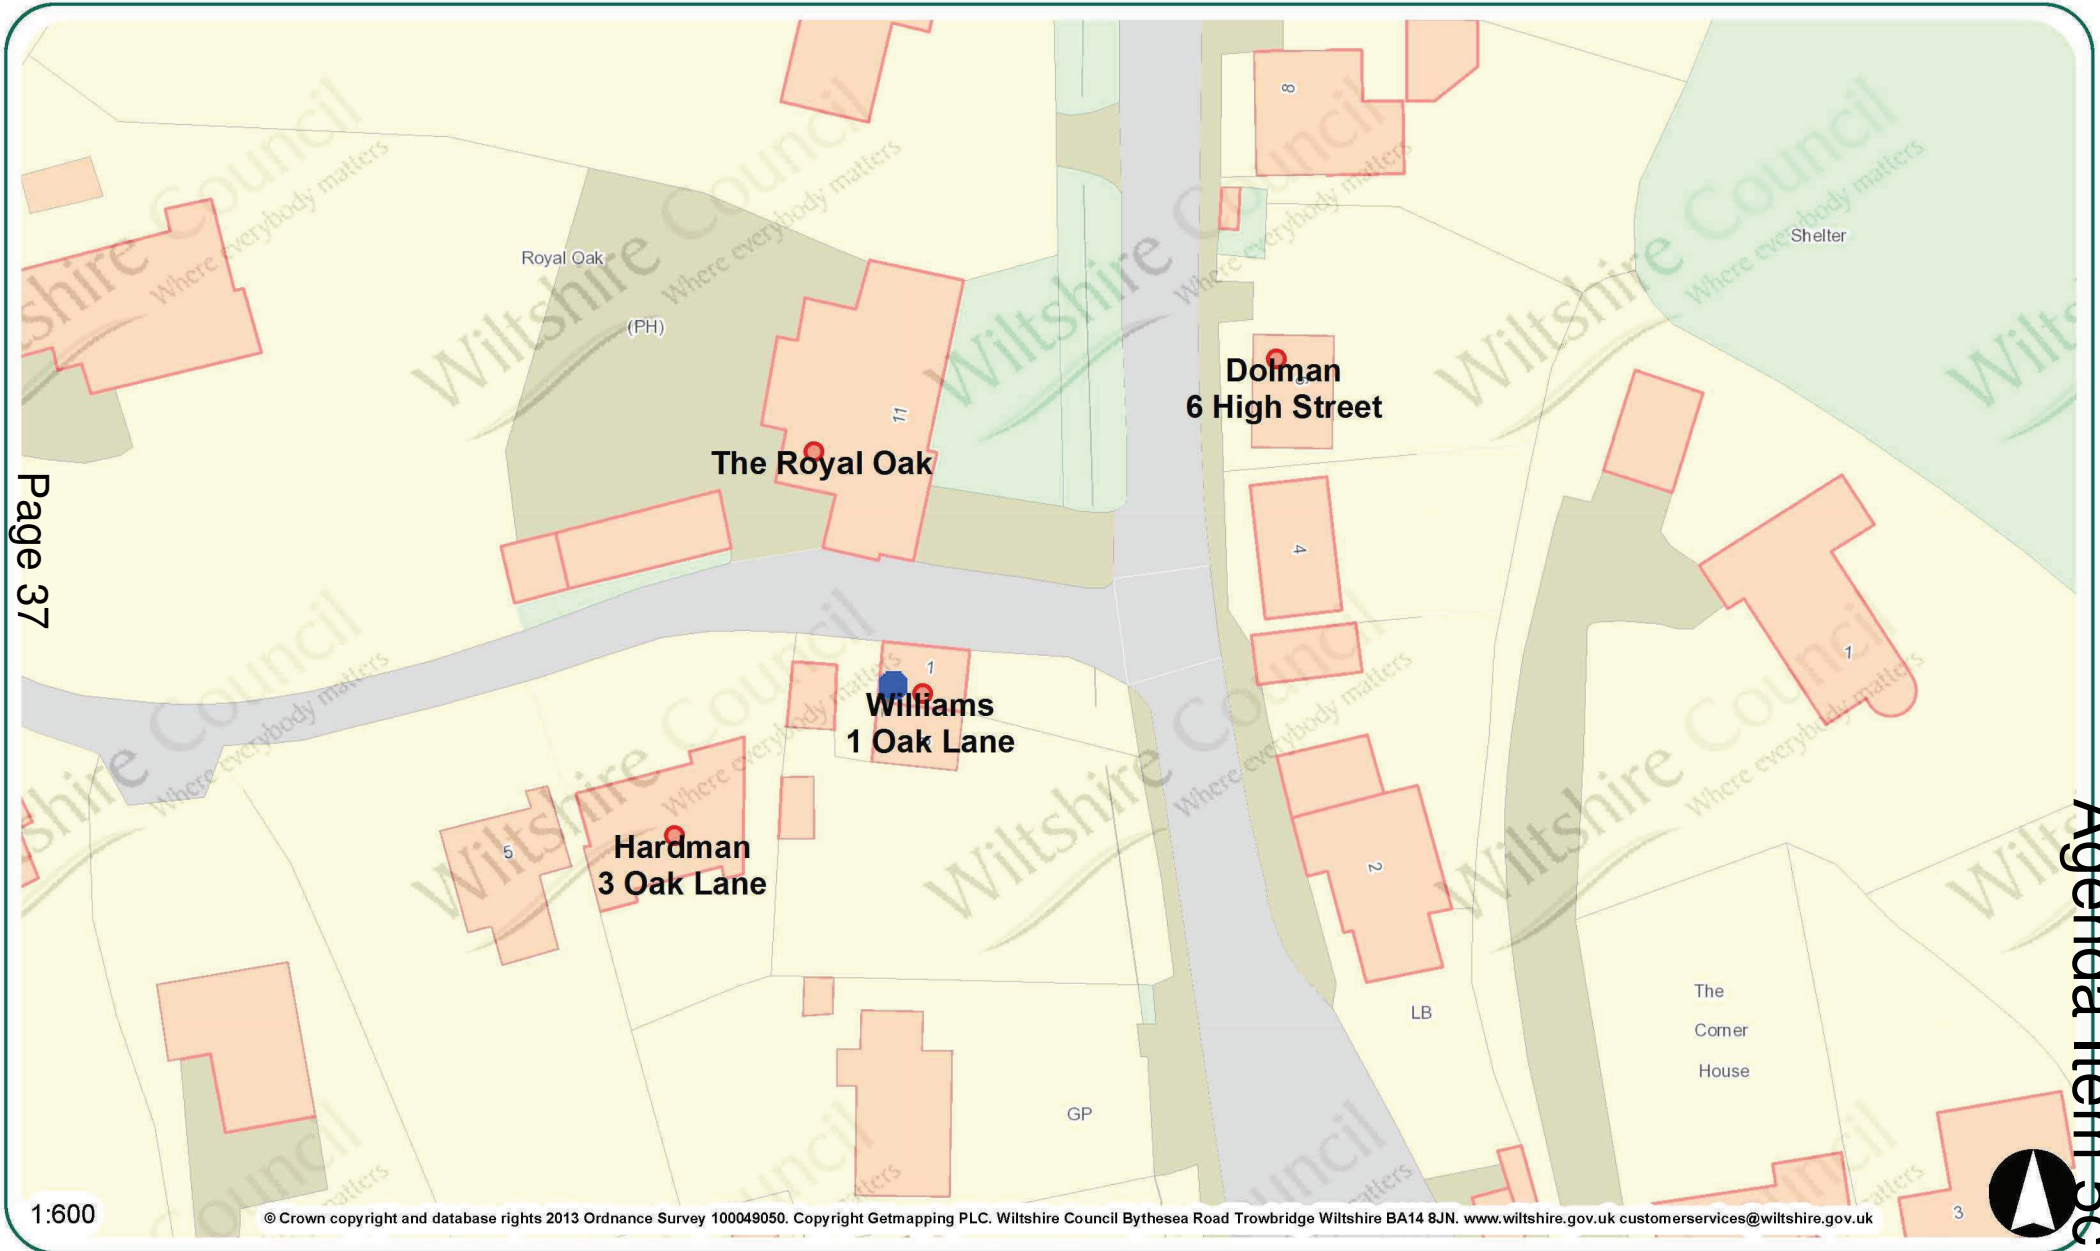 8
Shelter
Royal Oak
(PH)
11
Dolman
6 High Street
The Royal Oak
4
1
Williams
1 Oak Lane
1
Hardman
3 Oak Lane
5
2
LB
The
Corner
House
GP
3
Page 37
Agenda Item 5c
1:600
© Crown copyright and database rights 2013 Ordnance Survey 100049050. Copyright Getmapping PLC. Wiltshire Council Bythesea Road Trowbridge Wiltshire BA14 8JN. www.wiltshire.gov.uk customerservices@wiltshire.gov.uk
Wiltshire Council
Where everybody matters